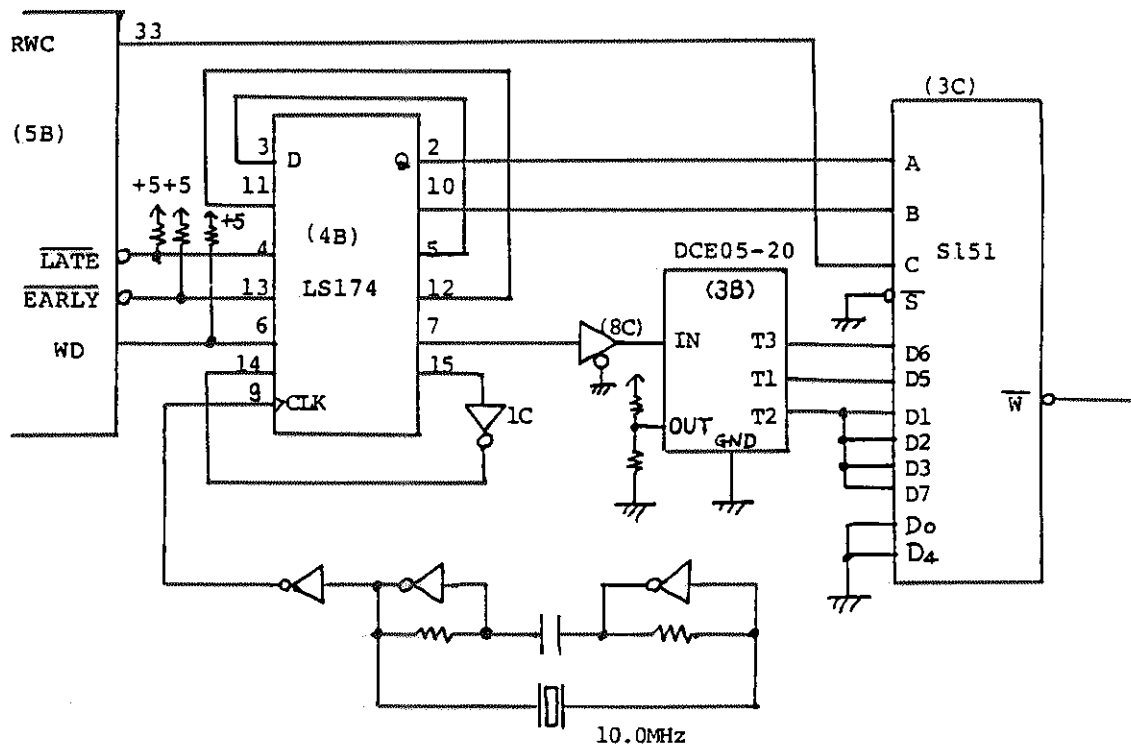 RWC
33
(5B)
+5+5
+5
LATE
EARLY
WD
3
D
Q
2
11
10
(4B)
4
5
LS174
13
12
6
7
14
15
9
CLK
1C
(8C)
DCE05-20
(3B)
IN
T3
T1
OUT
T2
GND
(3C)
A
B
C
S151
S
D6
D5
D1
W
D2
D3
D7
D0
D4
10.0MHz